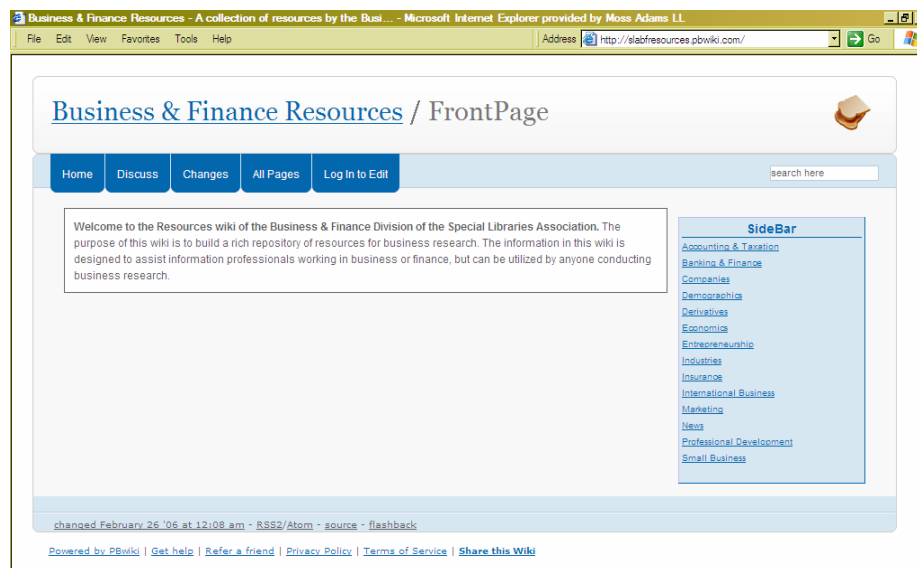 Business & Finance Resources - A collection of resources by the Busi... - Microsoft Internet Explorer provided by Moss Adams LL
File Edit View Favorites Tools Help Address http://slabfresources.pbwiki.com/ Go
Business & Finance Resources / FrontPage
Home Discuss Changes All Pages Log In to Edit search here
Welcome to the Resources wiki of the Business & Finance Division of the Special Libraries Association. The
purpose of this wiki is to build a rich repository of resources for business research. The information in this wiki is
designed to assist information professionals working in business or finance, but can be utilized by anyone conducting
business research.
SideBar
Accounting & Taxation
Banking & Finance
Companies
Demographics
Derivatives
Economics
Entrepreneurship
Industries
Insurance
International Business
Marketing
News
Professional Development
Small Business
changed February 26 '06 at 12:08 am - RSS2/Atom - source - flashback
Powered by PBwiki | Get help | Refer a friend | Privacy Policy | Terms of Service | Share this Wiki